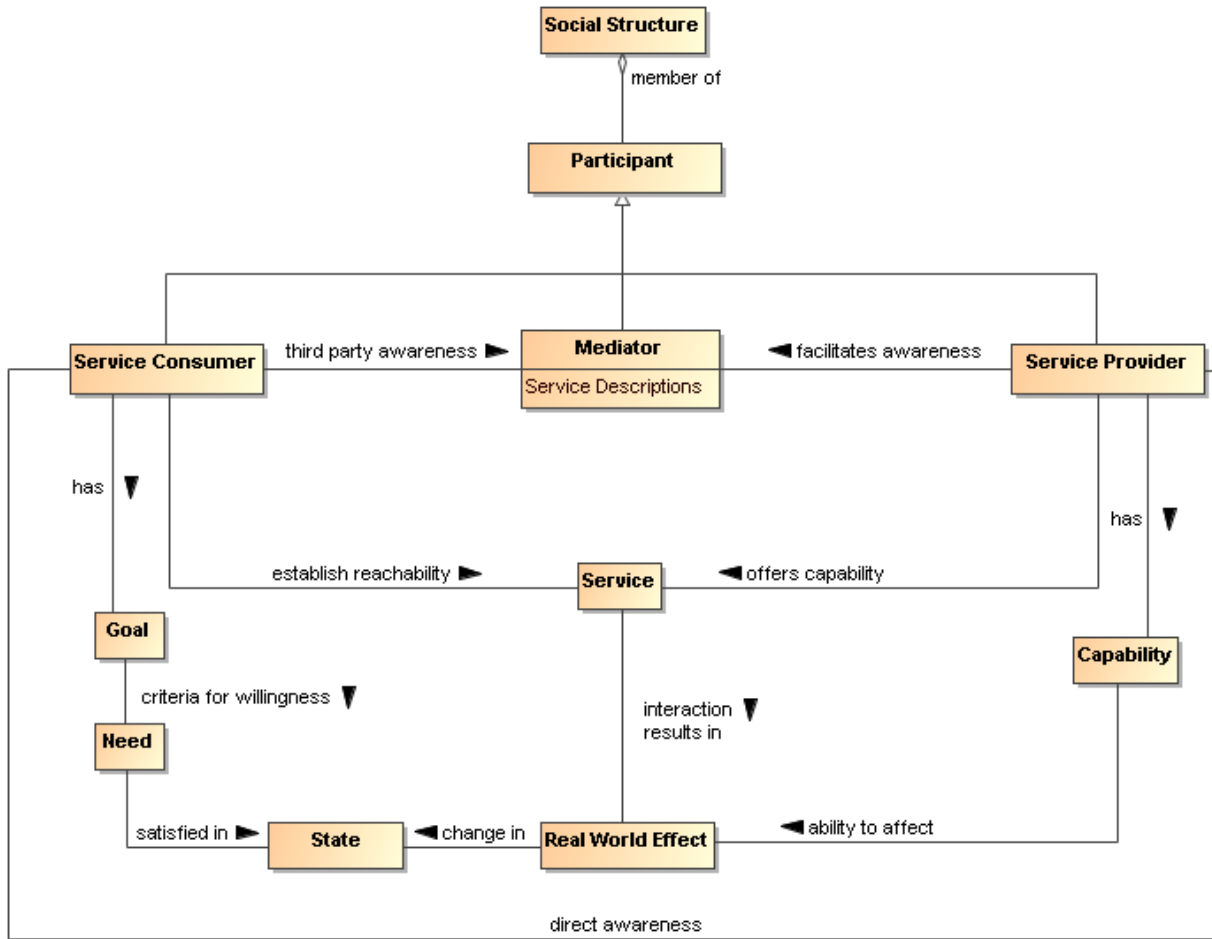 Social Structure
member of
Participant
third party awareness
Mediator
facilitates awareness
Service Consumer
Service Descriptions
Service Provider
has
has
establish reachability
Service
offers capability
Goal
Capability
criteria for willingness
interaction
results in
Need
satisfied in
State
change in
Real World Effect
ability to affect
direct awareness